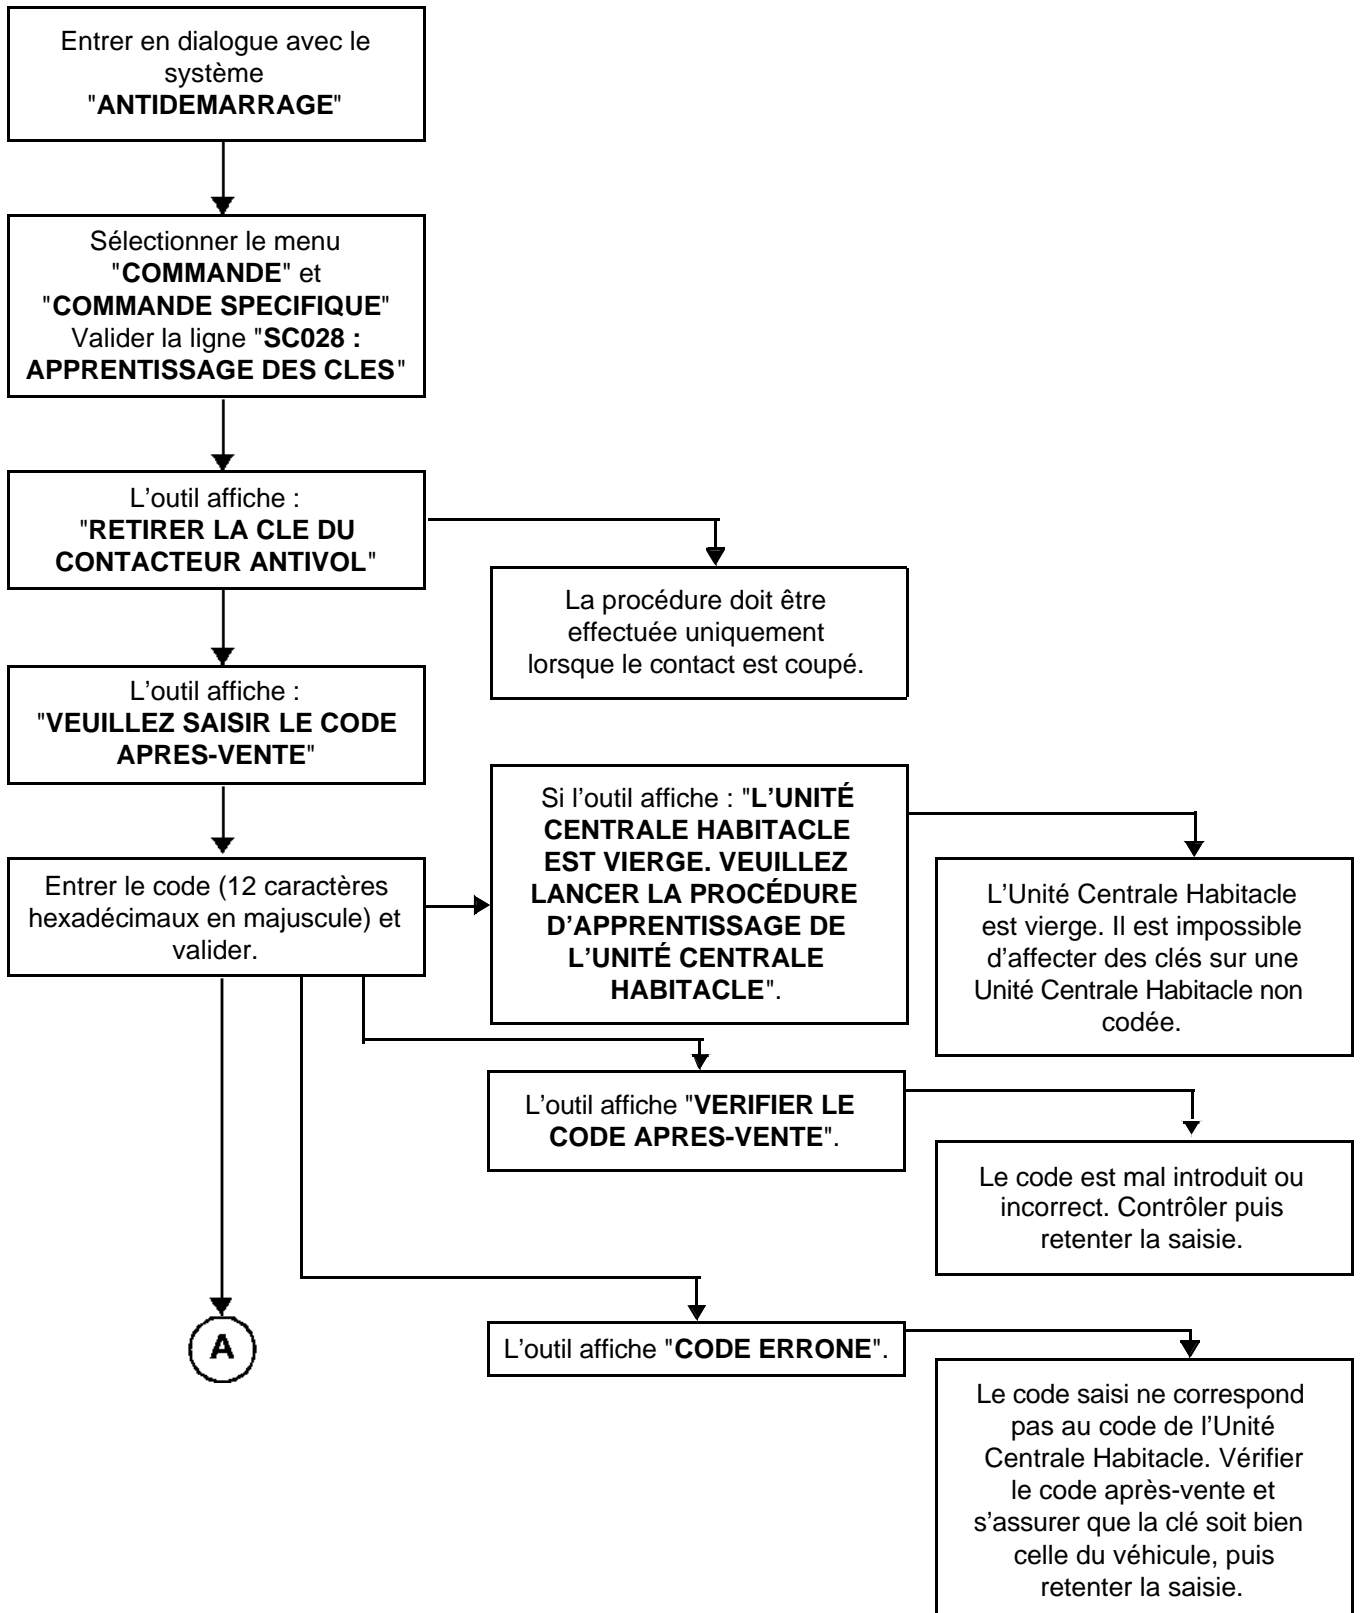 Entrer en dialogue avec le
système
"ANTIDEMARRAGE"
Sélectionner le menu
"COMMANDE" et
"COMMANDE SPECIFIQUE"
Valider la ligne "SC028 :
APPRENTISSAGE DES CLES"
L'outil affiche :
"RETIRER LA CLE DU
CONTACTEUR ANTIVOL"
La procédure doit être
effectuée uniquement
lorsque le contact est coupé.
L'outil affiche :
"VEUILLEZ SAISIR LE CODE
APRES-VENTE"
Entrer le code (12 caractères
hexadécimaux en majuscule) et
valider.
Si l'outil affiche : "L'UNITÉ
CENTRALE HABITACLE
EST VIERGE. VEUILLEZ
LANCER LA PROCÉDURE
D'APPRENTISSAGE DE
L'UNITÉ CENTRALE
HABITACLE".
L'Unité Centrale Habitacle
est vierge. Il est impossible
d'affecter des clés sur une
Unité Centrale Habitacle non
codée.
L'outil affiche "VERIFIER LE
CODE APRES-VENTE".
Le code est mal introduit ou
incorrect. Contrôler puis
retenter la saisie.
A
L'outil affiche "CODE ERRONE".
Le code saisi ne correspond
pas au code de l'Unité
Centrale Habitacle. Vérifier
le code après-vente et
s'assurer que la clé soit bien
celle du véhicule, puis
retenter la saisie.